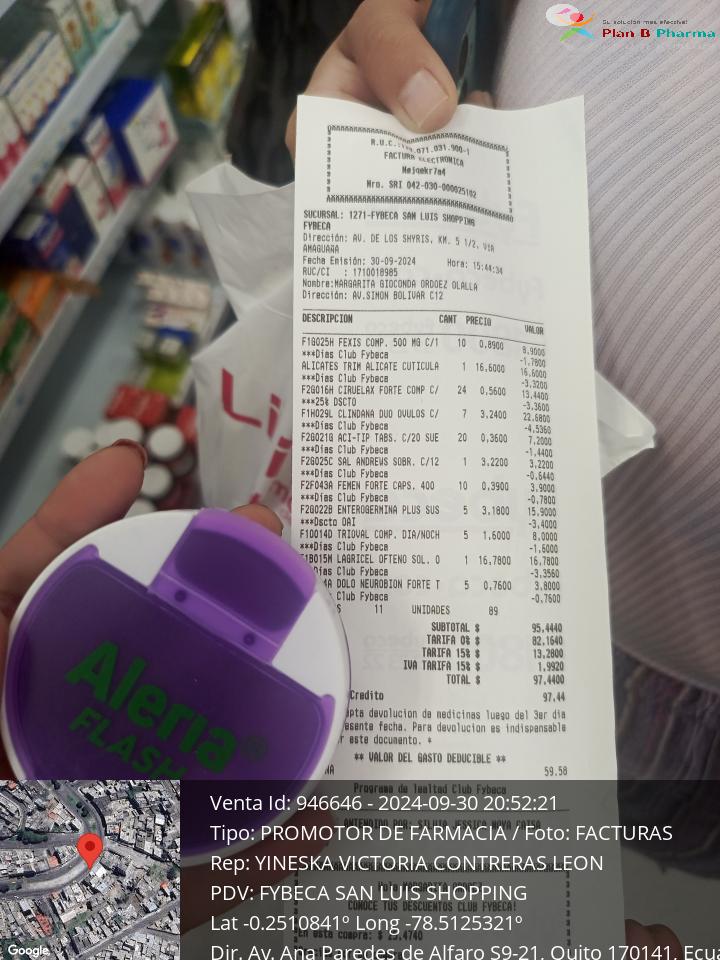 Su solución más efectiva!
Plan B Pharma
FACTURA ELECTRONICA
Nro. SRI 042-030-000025102
SUCURSAL: 1271-FYBECA SAN LUIS SHOPPING
FYBECA
Dirección: AV. DE LOS SHYRIS, KM. 5 1/2, VIA
AMAGUAÑA
Fecha Emisión: 30-09-2024 Hora: 15:44:34
RUC/CI : 1710018985
Nombre:MARGARITA GIOCONDA ORDOEZ OLALLA
Dirección: AV.SIMON BOLIVAR C12
DESCRIPCION CANT PRECIO VALOR
F1G025H FEXIS COMP. 500 MG C/1 10 0,8900 8.9000
***Dias Club Fybeca -1.7800
ALICATES TRIM ALICATE CUTICULA 1 16,6000 16.6000
***Dias Club Fybeca -3.3200
F2G016H CIRUELAX FORTE COMP C/ 24 0,5600 13.4400
***25% DSCTO -3.3600
F1H029L CLINDANA DUO OVULOS C/ 7 3,2400 22.6800
***Dias Club Fybeca -4.5360
F2G021G ACI-TIP TABS. C/20 SUE 20 0,3600 7.2000
***Dias Club Fybeca -1.4400
F2G025C SAL ANDREWS SOBR. C/12 1 3,2200 3.2200
***Dias Club Fybeca -0.6440
F2F043A FEMEN FORTE CAPS. 400 10 0,3900 3.9000
***Dias Club Fybeca -0.7800
F2G022B ENTEROGERMINA PLUS SUS 5 3,1800 15.9000
***Dscto OAI -3.4000
F1D014D TRIOVAL COMP. DIA/NOCH 5 1,6000 8.0000
***Dias Club Fybeca -1.6000
1B015M LAGRICEL OFTENO SOL. O 1 16,7800 16.7800
Dias Club Fybeca -3.3560
4A DOLO NEUROBION FORTE T 5 0,7600 3.8000
Club Fybeca -0.7600
S 11 UNIDADES 89
SUBTOTAL $ 95.4440
TARIFA 0% $ 82.1640
TARIFA 15% $ 13.2800
IVA TARIFA 15% $ 1.9920
TOTAL $ 97.4400
Credito 97.44
pta devolucion de medicinas luego del 3er dia
esente fecha. Para devolucion es indispensable
r este documento. *
** VALOR DEL GASTO DEDUCIBLE **
NA 59.58
Programa de lealtad Club Fybeca
CONOCE TUS DESCUENTOS CLUB FYBECA!
Aleria®
FLASH
Venta Id: 946646 - 2024-09-30 20:52:21
Tipo: PROMOTOR DE FARMACIA / Foto: FACTURAS
Rep: YINESKA VICTORIA CONTRERAS LEON
PDV: FYBECA SAN LUIS SHOPPING
Lat -0.2510841º Long -78.5125321º
Dir. Av. Ana Paredes de Alfaro S9-21, Quito 170141, Ecua
Google